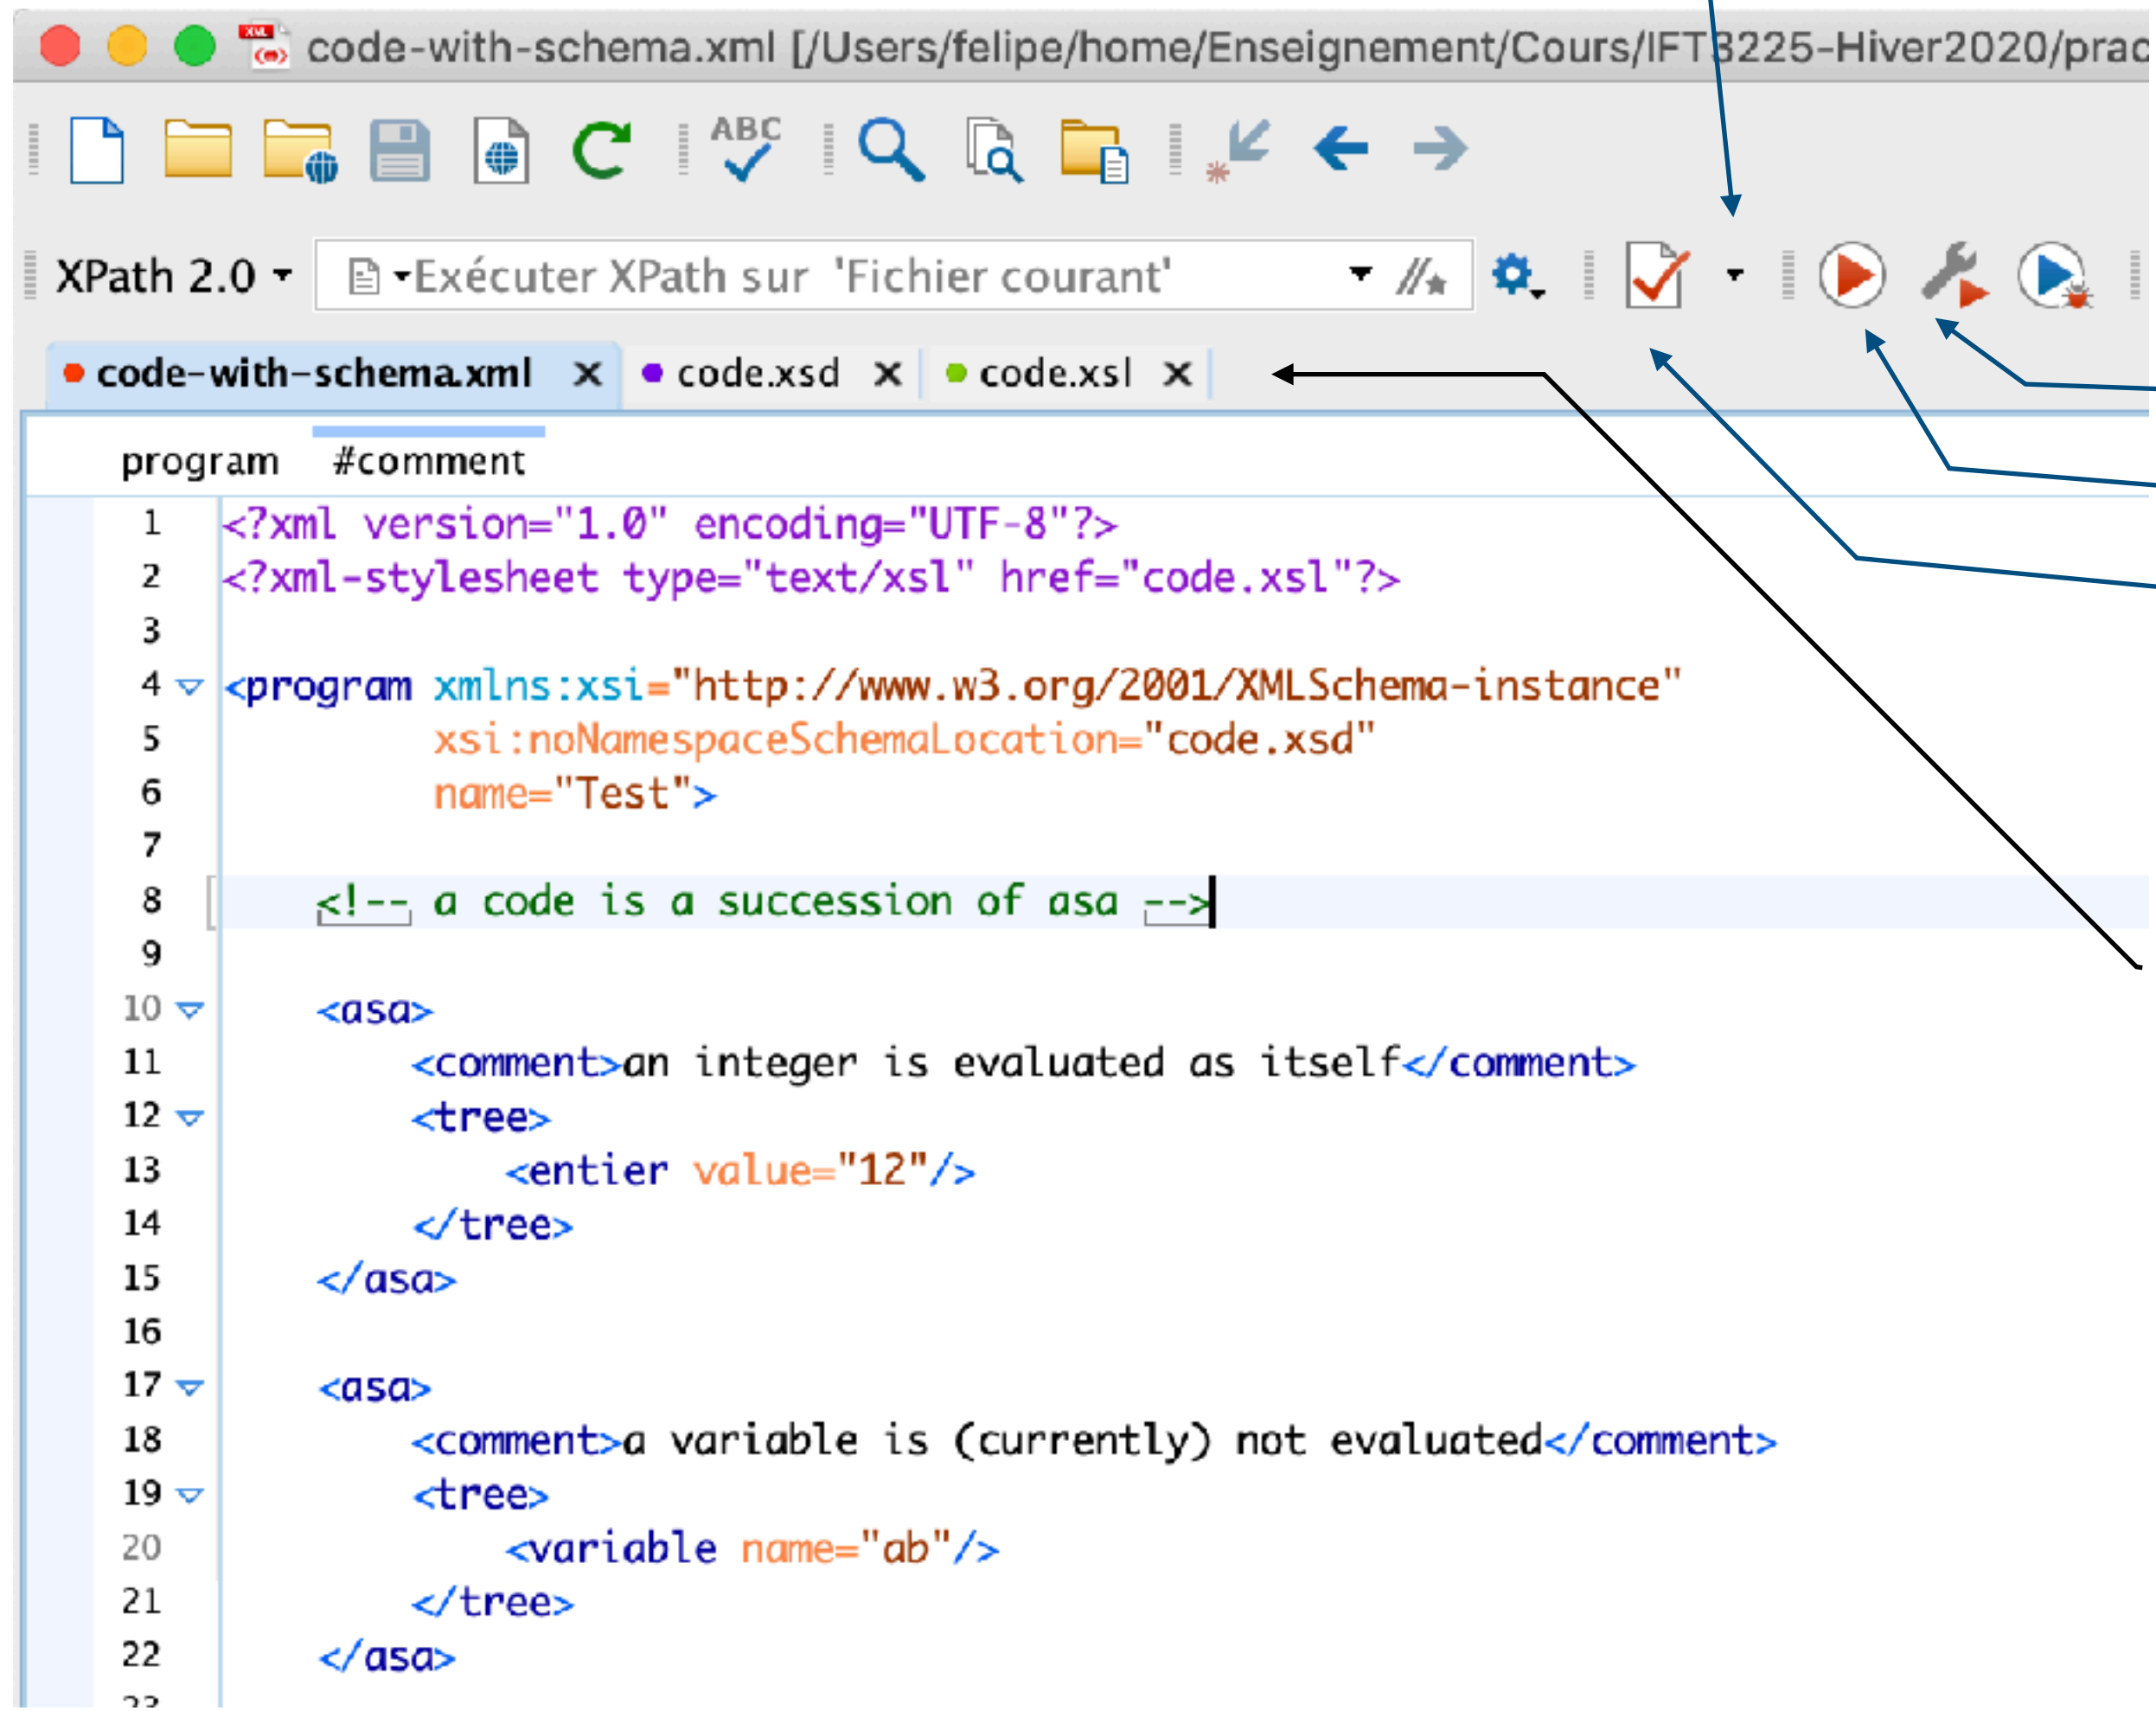 code-with-schema.xml [/Users/felipe/home/Enseignement/Cours/IFT3225-Hiver2020/prac
ABC
XPath 2.0 Exécuter XPath sur 'Fichier courant'
code-with-schema.xml code.xsd code.xsl
program #comment
1 <?xml version="1.0" encoding="UTF-8"?>
2 <?xml-stylesheet type="text/xsl" href="code.xsl"?>
3
4 <program xmlns:xsi="http://www.w3.org/2001/XMLSchema-instance"
5 xsi:noNamespaceSchemaLocation="code.xsd"
6 name="Test">
7
8 <!-- a code is a succession of asa -->
9
10 <asa>
11 <comment>an integer is evaluated as itself</comment>
12 <tree>
13 <entier value="12"/>
14 </tree>
15 </asa>
16
17 <asa>
18 <comment>a variable is (currently) not evaluated</comment>
19 <tree>
20 <variable name="ab"/>
21 </tree>
22 </asa>
23